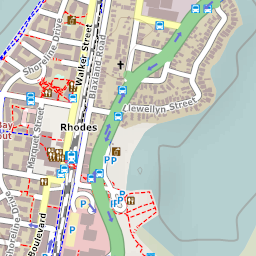 Shoreline Drive
Walker Street
Blaxland Road
Llewellyn Street
Rhodes
Marquet Street
Shoreline Drive
Boulevard
P
P
P
P
P